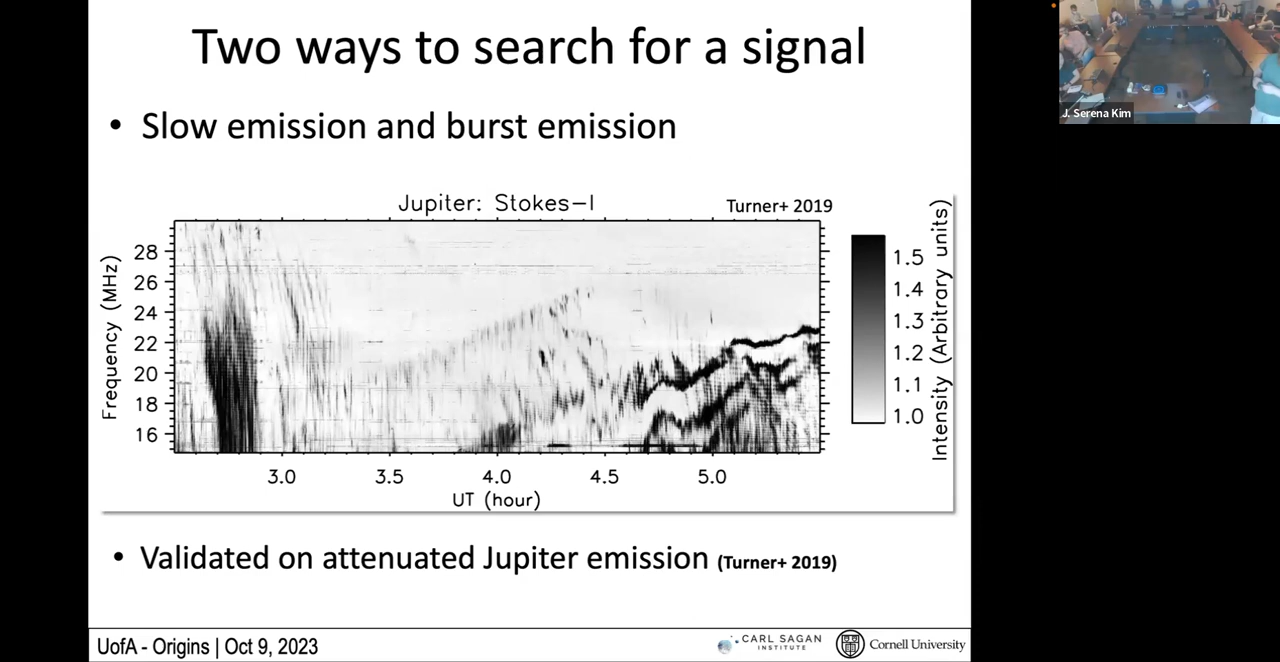 Two ways to search for a signal
• Slow emission and burst emission
Jupiter: Stokes-I
Turner+ 2019
Frequency (MHz)
28
26
24
22
20
18
16
3.0 3.5 4.0 4.5 5.0
UT (hour)
1.5
1.4
1.3
1.2
1.1
1.0
Intensity (Arbitrary units)
• Validated on attenuated Jupiter emission (Turner+ 2019)
UofA - Origins | Oct 9, 2023
CARL SAGAN
INSTITUTE
Cornell University
J. Serena Kim